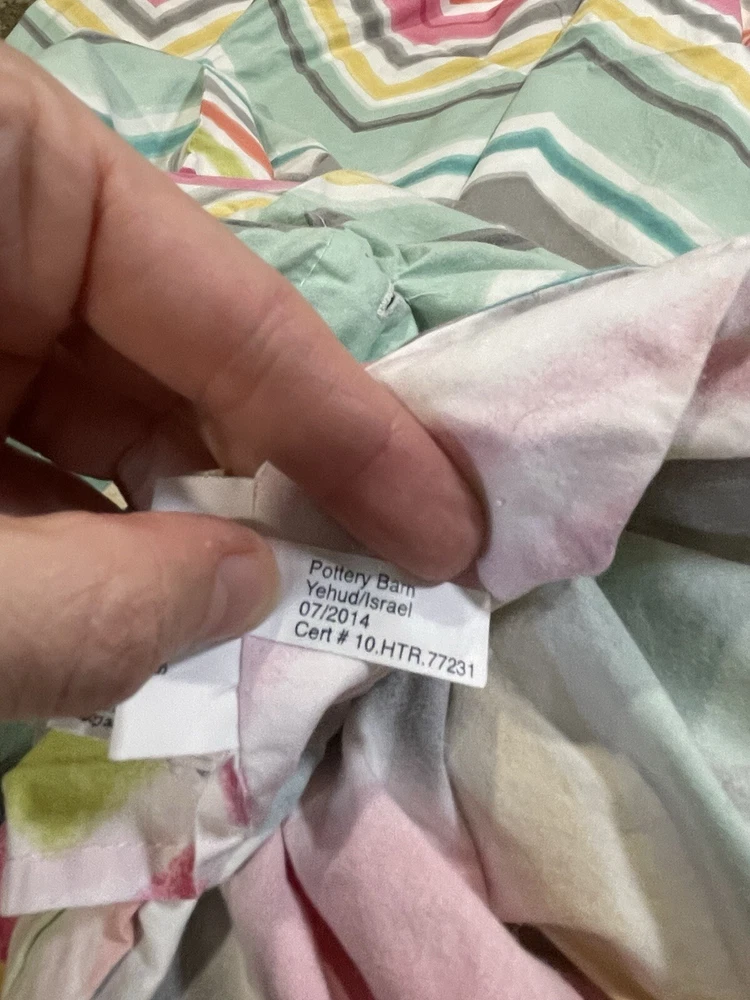 Pottery Barn
Yehud/Israel
07/2014
Cert # 10.HTR.77231